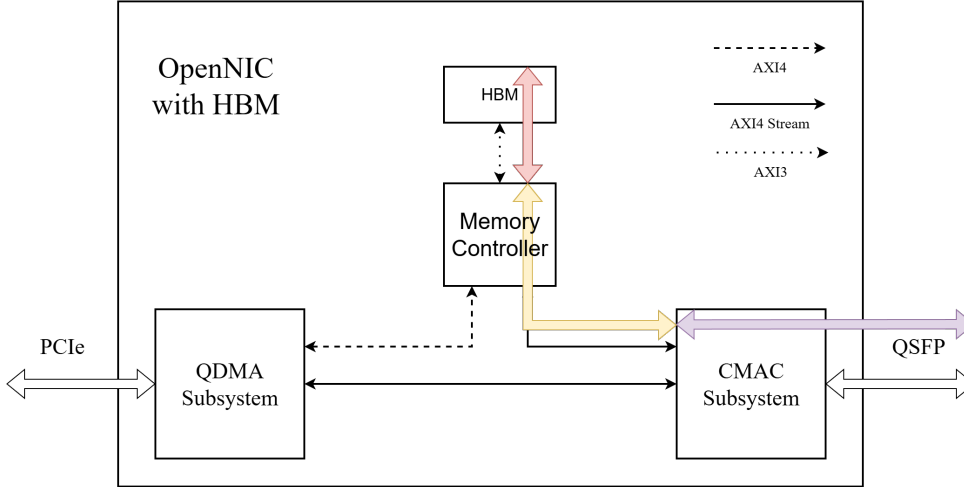 OpenNIC
with HBM
AXI4
HBM
AXI4 Stream
AXI3
Memory
Controller
PCIe
QSFP
QDMA
Subsystem
CMAC
Subsystem